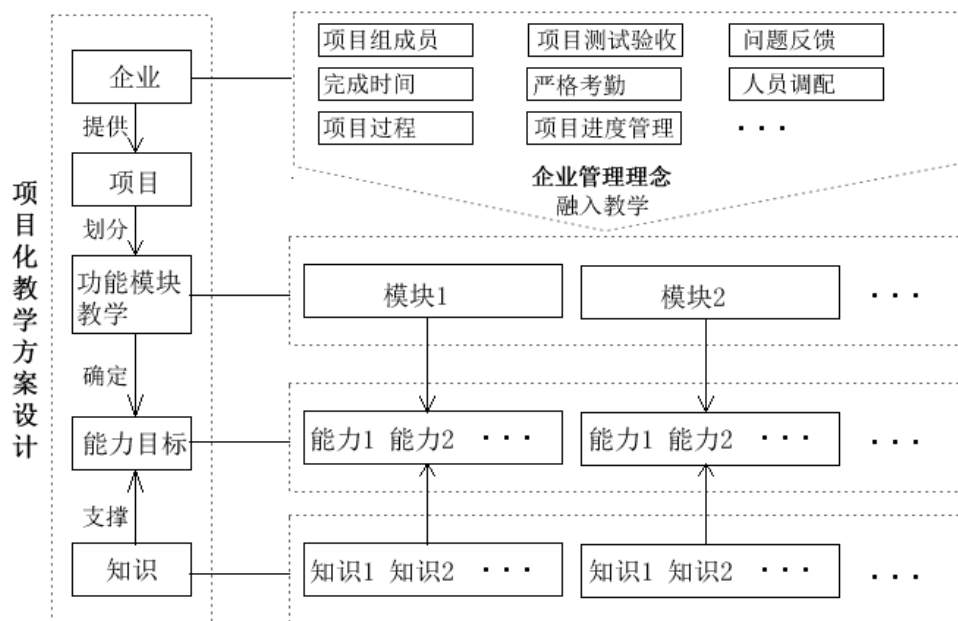 项目化教学方案设计
企业
提供
项目
划分
功能模块
教学
确定
能力目标
支撑
知识
项目组成员
项目测试验收
问题反馈
完成时间
严格考勤
人员调配
项目过程
项目进度管理
···
企业管理理念
融入教学
模块1
模块2
···
能力1 能力2 ···
能力1 能力2 ···
···
知识1 知识2 ···
知识1 知识2 ···
···